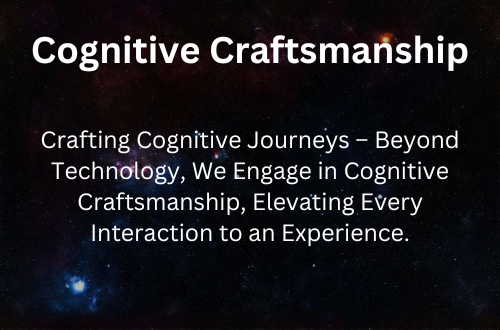 Cognitive Craftsmanship
Crafting Cognitive Journeys – Beyond
Technology, We Engage in Cognitive
Craftsmanship, Elevating Every
Interaction to an Experience.